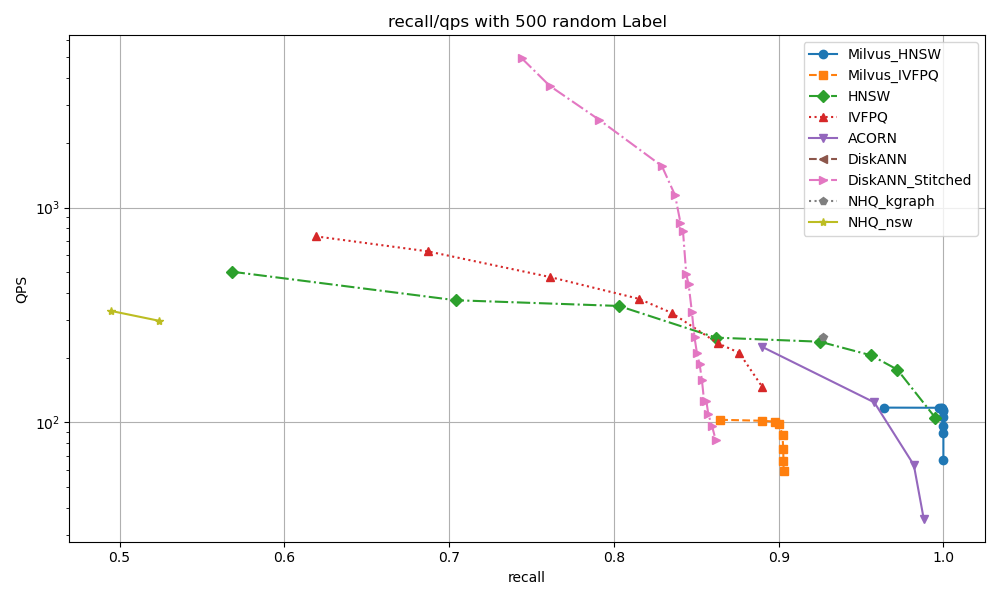 recall/qps with 500 random Label
QPS
10³
10²
0.5 0.6 0.7 0.8 0.9 1.0
recall
Milvus_HNSW
Milvus_IVFPQ
HNSW
IVFPQ
ACORN
DiskANN
DiskANN_Stitched
NHQ_kgraph
NHQ_nsw